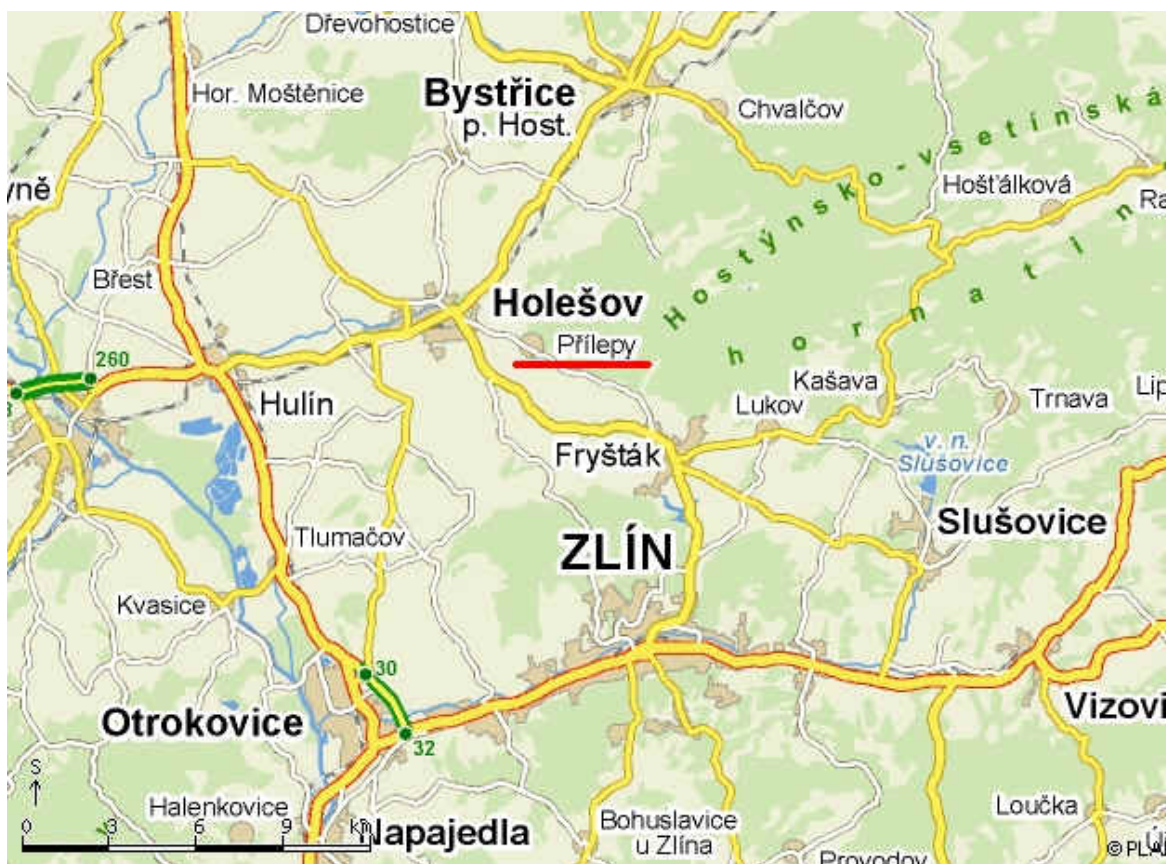 Dřevohostice
Hor. Moštěnice
Bystřice
p. Host.
Chvalčov
Hostýnsko-vsetínská
hornatin
Hošťálková
Ra
yně
Břest
Holešov
Přílepy
260
Hulín
Kašava
Lukov
Trnava
Lip
Fryšták
v. n.
Slušovice
Slušovice
Tlumačov
ZLÍN
Kvasice
30
Otrokovice
32
Vizovi
S
Halenkovice
Napajedla
0 3 6 9 km
Bohuslavice
u Zlína
Provodov
Loučka
Ú
© PLA